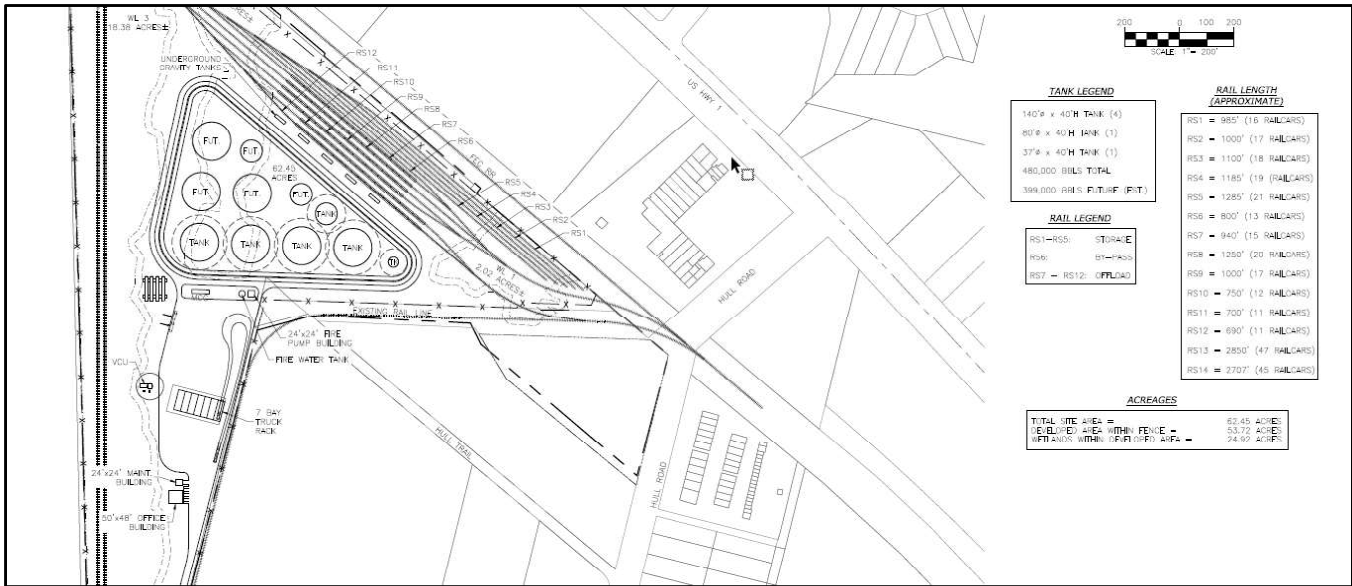 WL 3
18.38 ACRES±
ACRES±
UNDERGROUND
GRAVITY TANKS
RS12
RS11
RS10
RS9
RS8
RS7
RS6
FEC RR
RS5
RS4
RS3
RS2
RS1
US HWY 1
HULL ROAD
FUT.
FUT.
62.45
ACRES
FUT.
FUT.
FUT.
TANK
TANK
TANK
TANK
TANK
WL 1
2.02 ACRES±
MCC
EXISTING RAIL LINE
24'x24' FIRE
PUMP BUILDING
FIRE WATER TANK
VCU
7 BAY
TRUCK
RACK
HULL TRAIL
HULL ROAD
24'x24' MAINT.
BUILDING
50'x48' OFFICE
BUILDING
200 0 100 200
SCALE 1"= 200'
TANK LEGEND
140'ø x 40'H TANK (4)
80'ø x 40'H TANK (1)
37'ø x 40'H TANK (1)
480,000 BBLS TOTAL
399,000 BBLS FUTURE (EST.)
RAIL LEGEND
RS1-RS5: STORAGE
RS6: BY-PASS
RS7 - RS12: OFFLOAD
RAIL LENGTH
(APPROXIMATE)
RS1 = 985' (16 RAILCARS)
RS2 = 1000' (17 RAILCARS)
RS3 = 1100' (18 RAILCARS)
RS4 = 1185' (19 (RAILCARS)
RS5 = 1285' (21 RAILCARS)
RS6 = 800' (13 RAILCARS)
RS7 = 940' (15 RAILCARS)
RS8 = 1250' (20 RAILCARS)
RS9 = 1000' (17 RAILCARS)
RS10 = 750' (12 RAILCARS)
RS11 = 700' (11 RAILCARS)
RS12 = 690' (11 RAILCARS)
RS13 = 2850' (47 RAILCARS)
RS14 = 2707' (45 RAILCARS)
ACREAGES
TOTAL SITE AREA = 62.45 ACRES
DEVELOPED AREA WITHIN FENCE = 53.72 ACRES
WETLANDS WITHIN DEVELOPED AREA = 24.92 ACRES